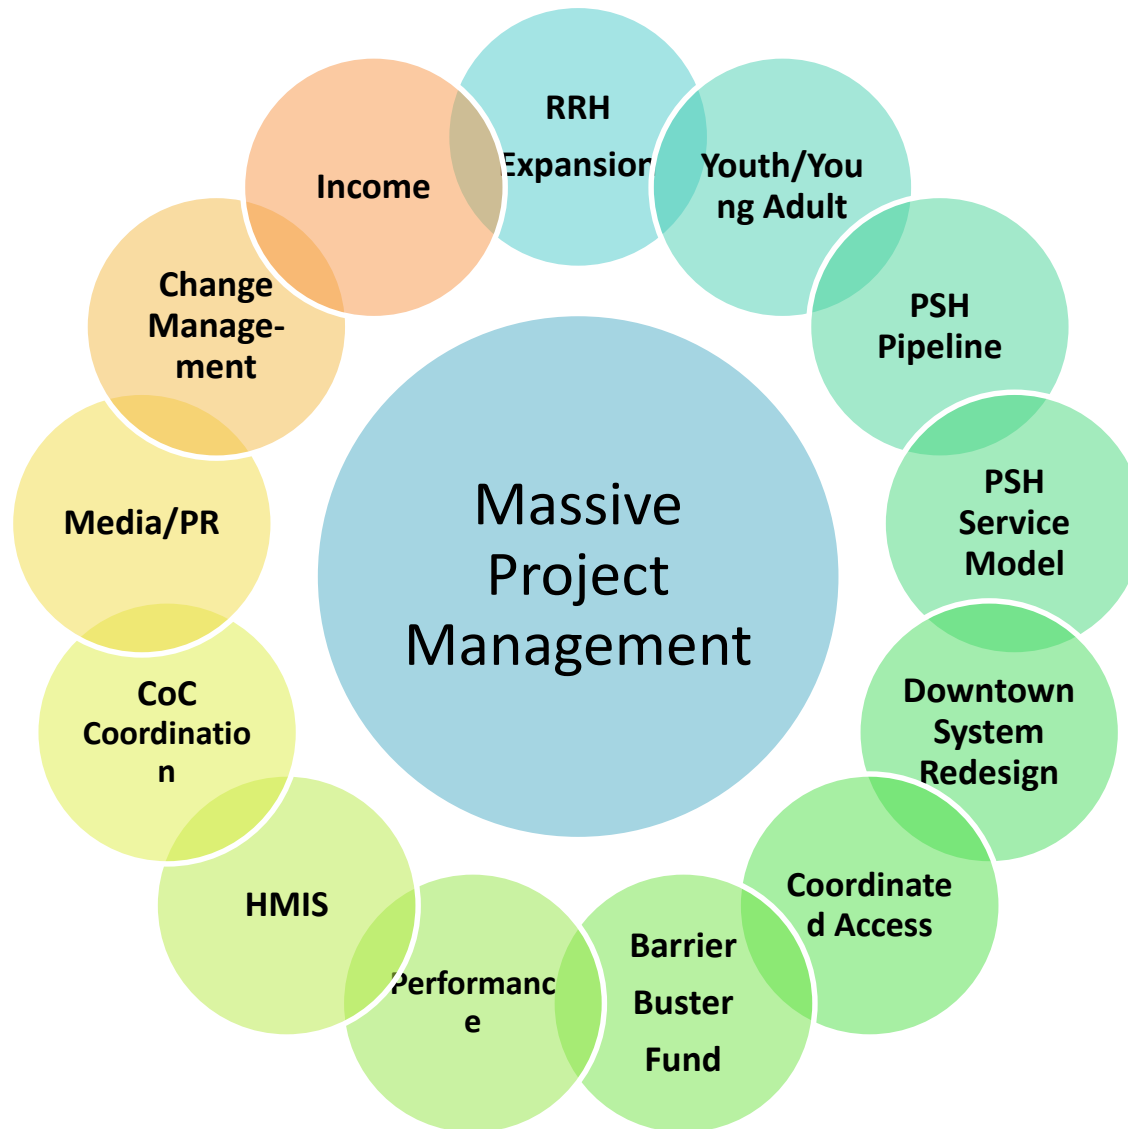 RRH
Expansion
Youth/You
ng Adult
PSH
Pipeline
PSH
Service
Model
Downtown
System
Redesign
Coordinate
d Access
Barrier
Buster
Fund
Performanc
e
HMIS
CoC
Coordinatio
n
Media/PR
Change
Manage-
ment
Income
Massive
Project
Management